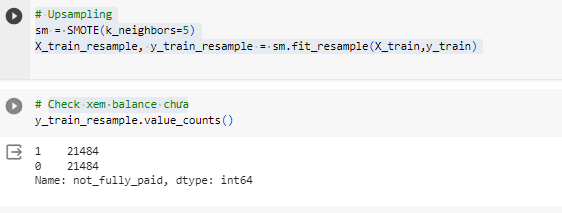 # Upsampling
sm = SMOTE(k_neighbors=5)
X_train_resample, y_train_resample = sm.fit_resample(X_train,y_train)
# Check xem balance chưa
y_train_resample.value_counts()
1    21484
0    21484
Name: not_fully_paid, dtype: int64